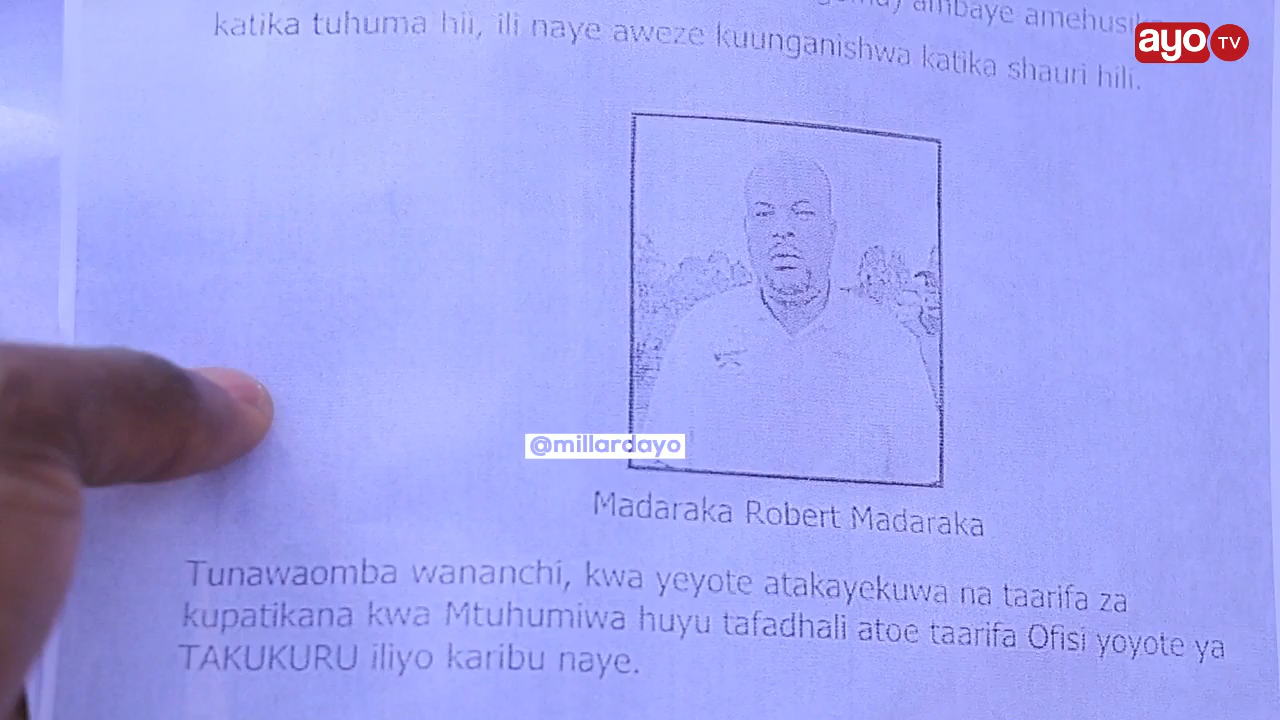 ambaye amehusika
katika tuhuma hii, ili naye aweze kuunganishwa katika shauri hili.
ayo TV
@millardayo
Madaraka Robert Madaraka
Tunawaomba wananchi, kwa yeyote atakayekuwa na taarifa za
kupatikana kwa Mtuhumiwa huyu tafadhali atoe taarifa Ofisi yoyote ya
TAKUKURU iliyo karibu naye.